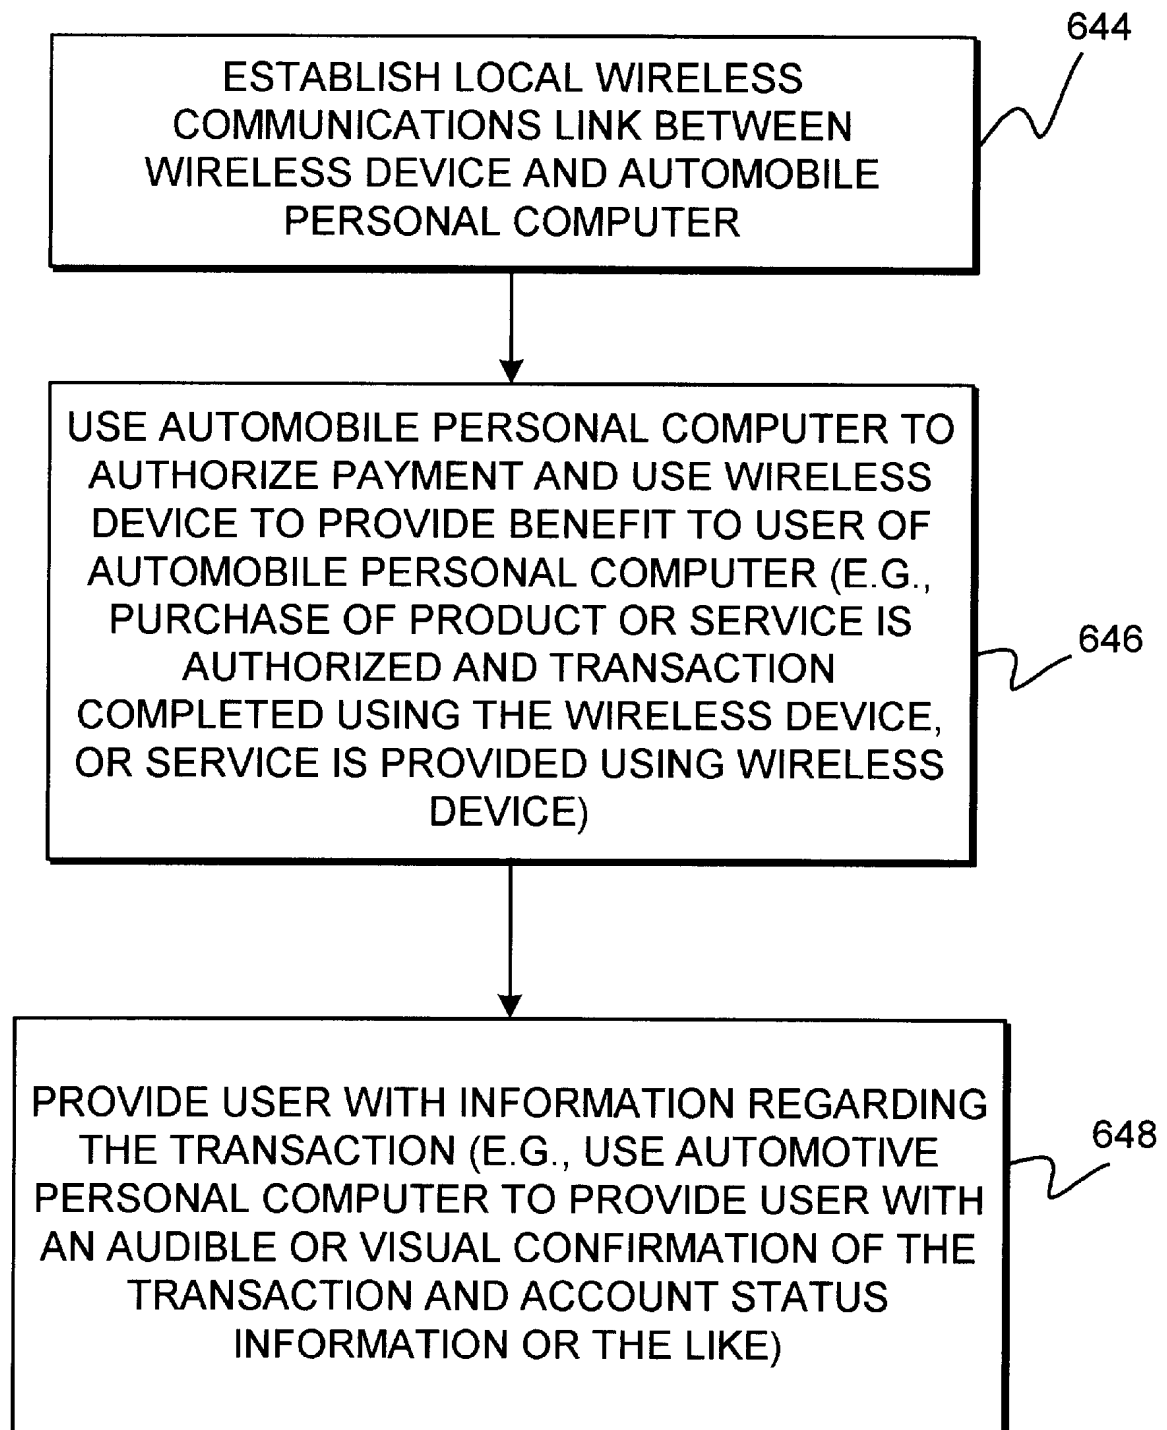 644
ESTABLISH LOCAL WIRELESS
COMMUNICATIONS LINK BETWEEN
WIRELESS DEVICE AND AUTOMOBILE
PERSONAL COMPUTER
USE AUTOMOBILE PERSONAL COMPUTER TO
AUTHORIZE PAYMENT AND USE WIRELESS
DEVICE TO PROVIDE BENEFIT TO USER OF
AUTOMOBILE PERSONAL COMPUTER (E.G.,
PURCHASE OF PRODUCT OR SERVICE IS
AUTHORIZED AND TRANSACTION
COMPLETED USING THE WIRELESS DEVICE,
OR SERVICE IS PROVIDED USING WIRELESS
DEVICE)
646
PROVIDE USER WITH INFORMATION REGARDING
THE TRANSACTION (E.G., USE AUTOMOTIVE
PERSONAL COMPUTER TO PROVIDE USER WITH
AN AUDIBLE OR VISUAL CONFIRMATION OF THE
TRANSACTION AND ACCOUNT STATUS
INFORMATION OR THE LIKE)
648